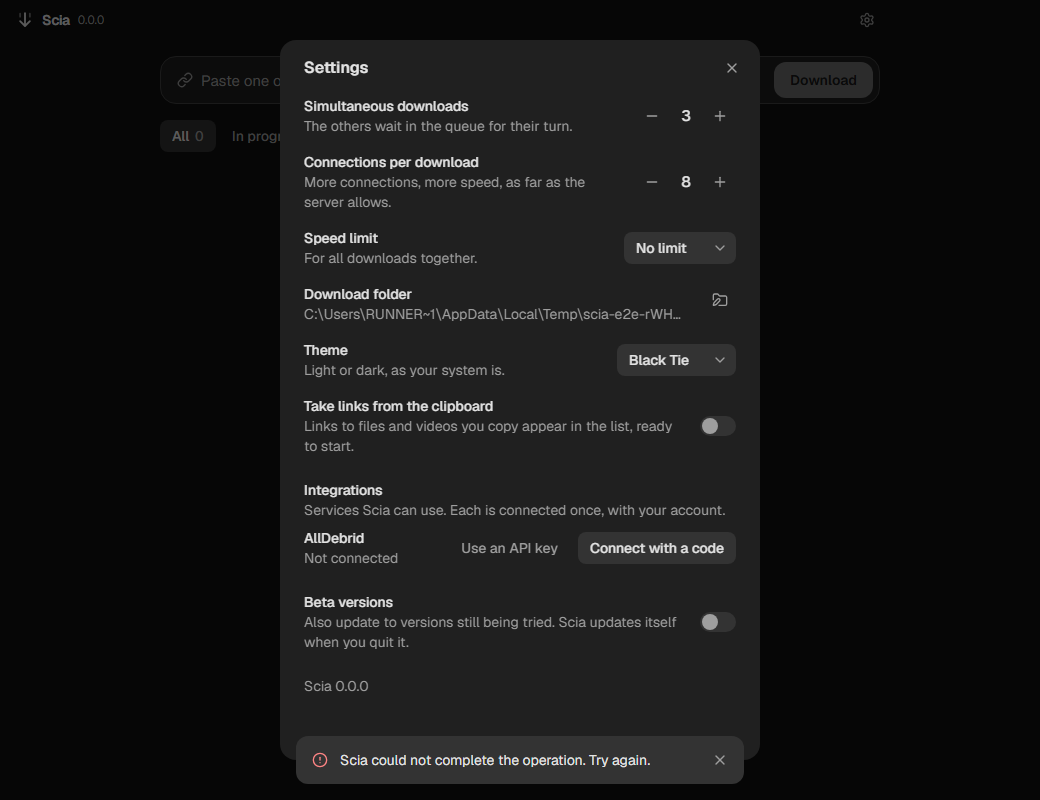 Scia 0.0.0
Settings
Paste one o
Download
Simultaneous downloads
The others wait in the queue for their turn.
3
All 0
In progr
Connections per download
More connections, more speed, as far as the
server allows.
8
Speed limit
For all downloads together.
No limit
Download folder
C:\Users\RUNNER~1\AppData\Local\Temp\scia-e2e-rWH...
Theme
Light or dark, as your system is.
Black Tie
Take links from the clipboard
Links to files and videos you copy appear in the list, ready
to start.
Integrations
Services Scia can use. Each is connected once, with your account.
AllDebrid
Not connected
Use an API key
Connect with a code
Beta versions
Also update to versions still being tried. Scia updates itself
when you quit it.
Scia 0.0.0
Scia could not complete the operation. Try again.